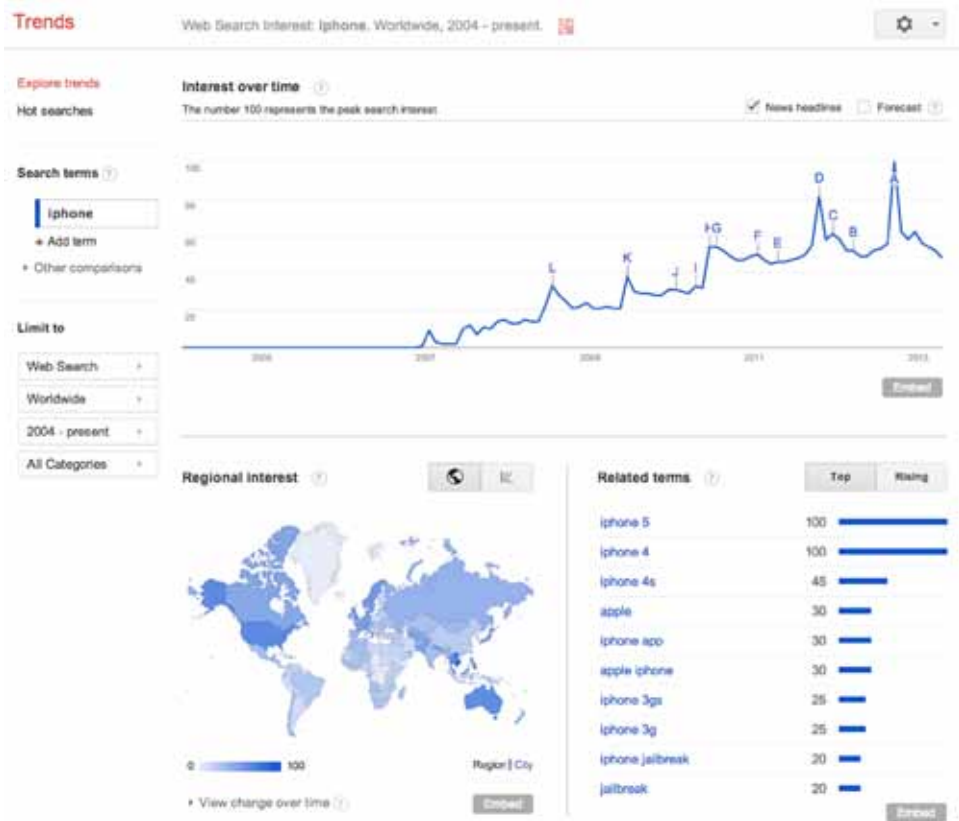 Trends
Web Search Interest: iphone. Worldwide, 2004 - present.
Explore trends
Hot searches
Search terms ?
iphone
+ Add term
Other comparisons
Limit to
Web Search
Worldwide
2004 - present
All Categories
Interest over time ?
The number 100 represents the peak search interest
News headlines Forecast ?
100
80
60
40
20
L K J I H G F E D C B A
2005 2007 2009 2011 2013
Embed
Regional interest ?
0 100
Region | City
View change over time ?
Embed
Related terms ?
Top Rising
iphone 5 100
iphone 4 100
iphone 4s 45
apple 30
iphone app 30
apple iphone 30
iphone 3gs 25
iphone 3g 25
iphone jailbreak 20
jailbreak 20
Embed